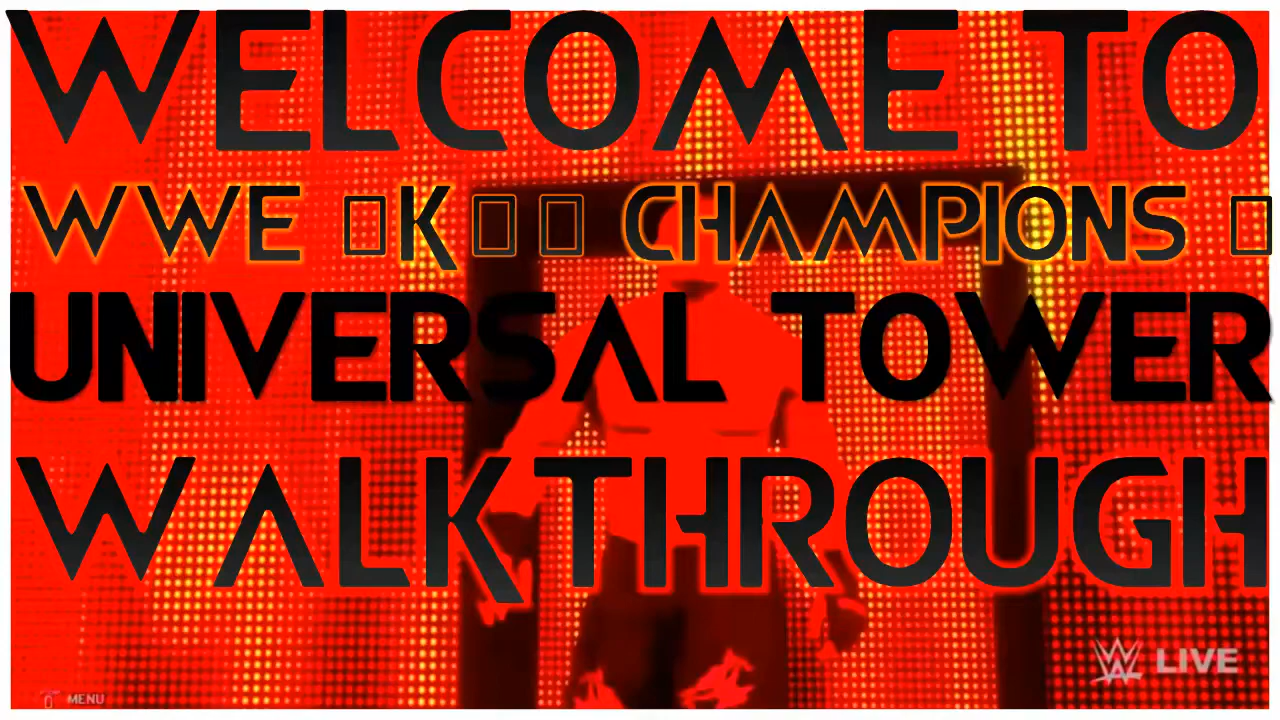 WELCOME TO
WWE □K□□ CHAMPIONS □
UNIVERSAL TOWER
WALKTHROUGH
W LIVE
MENU